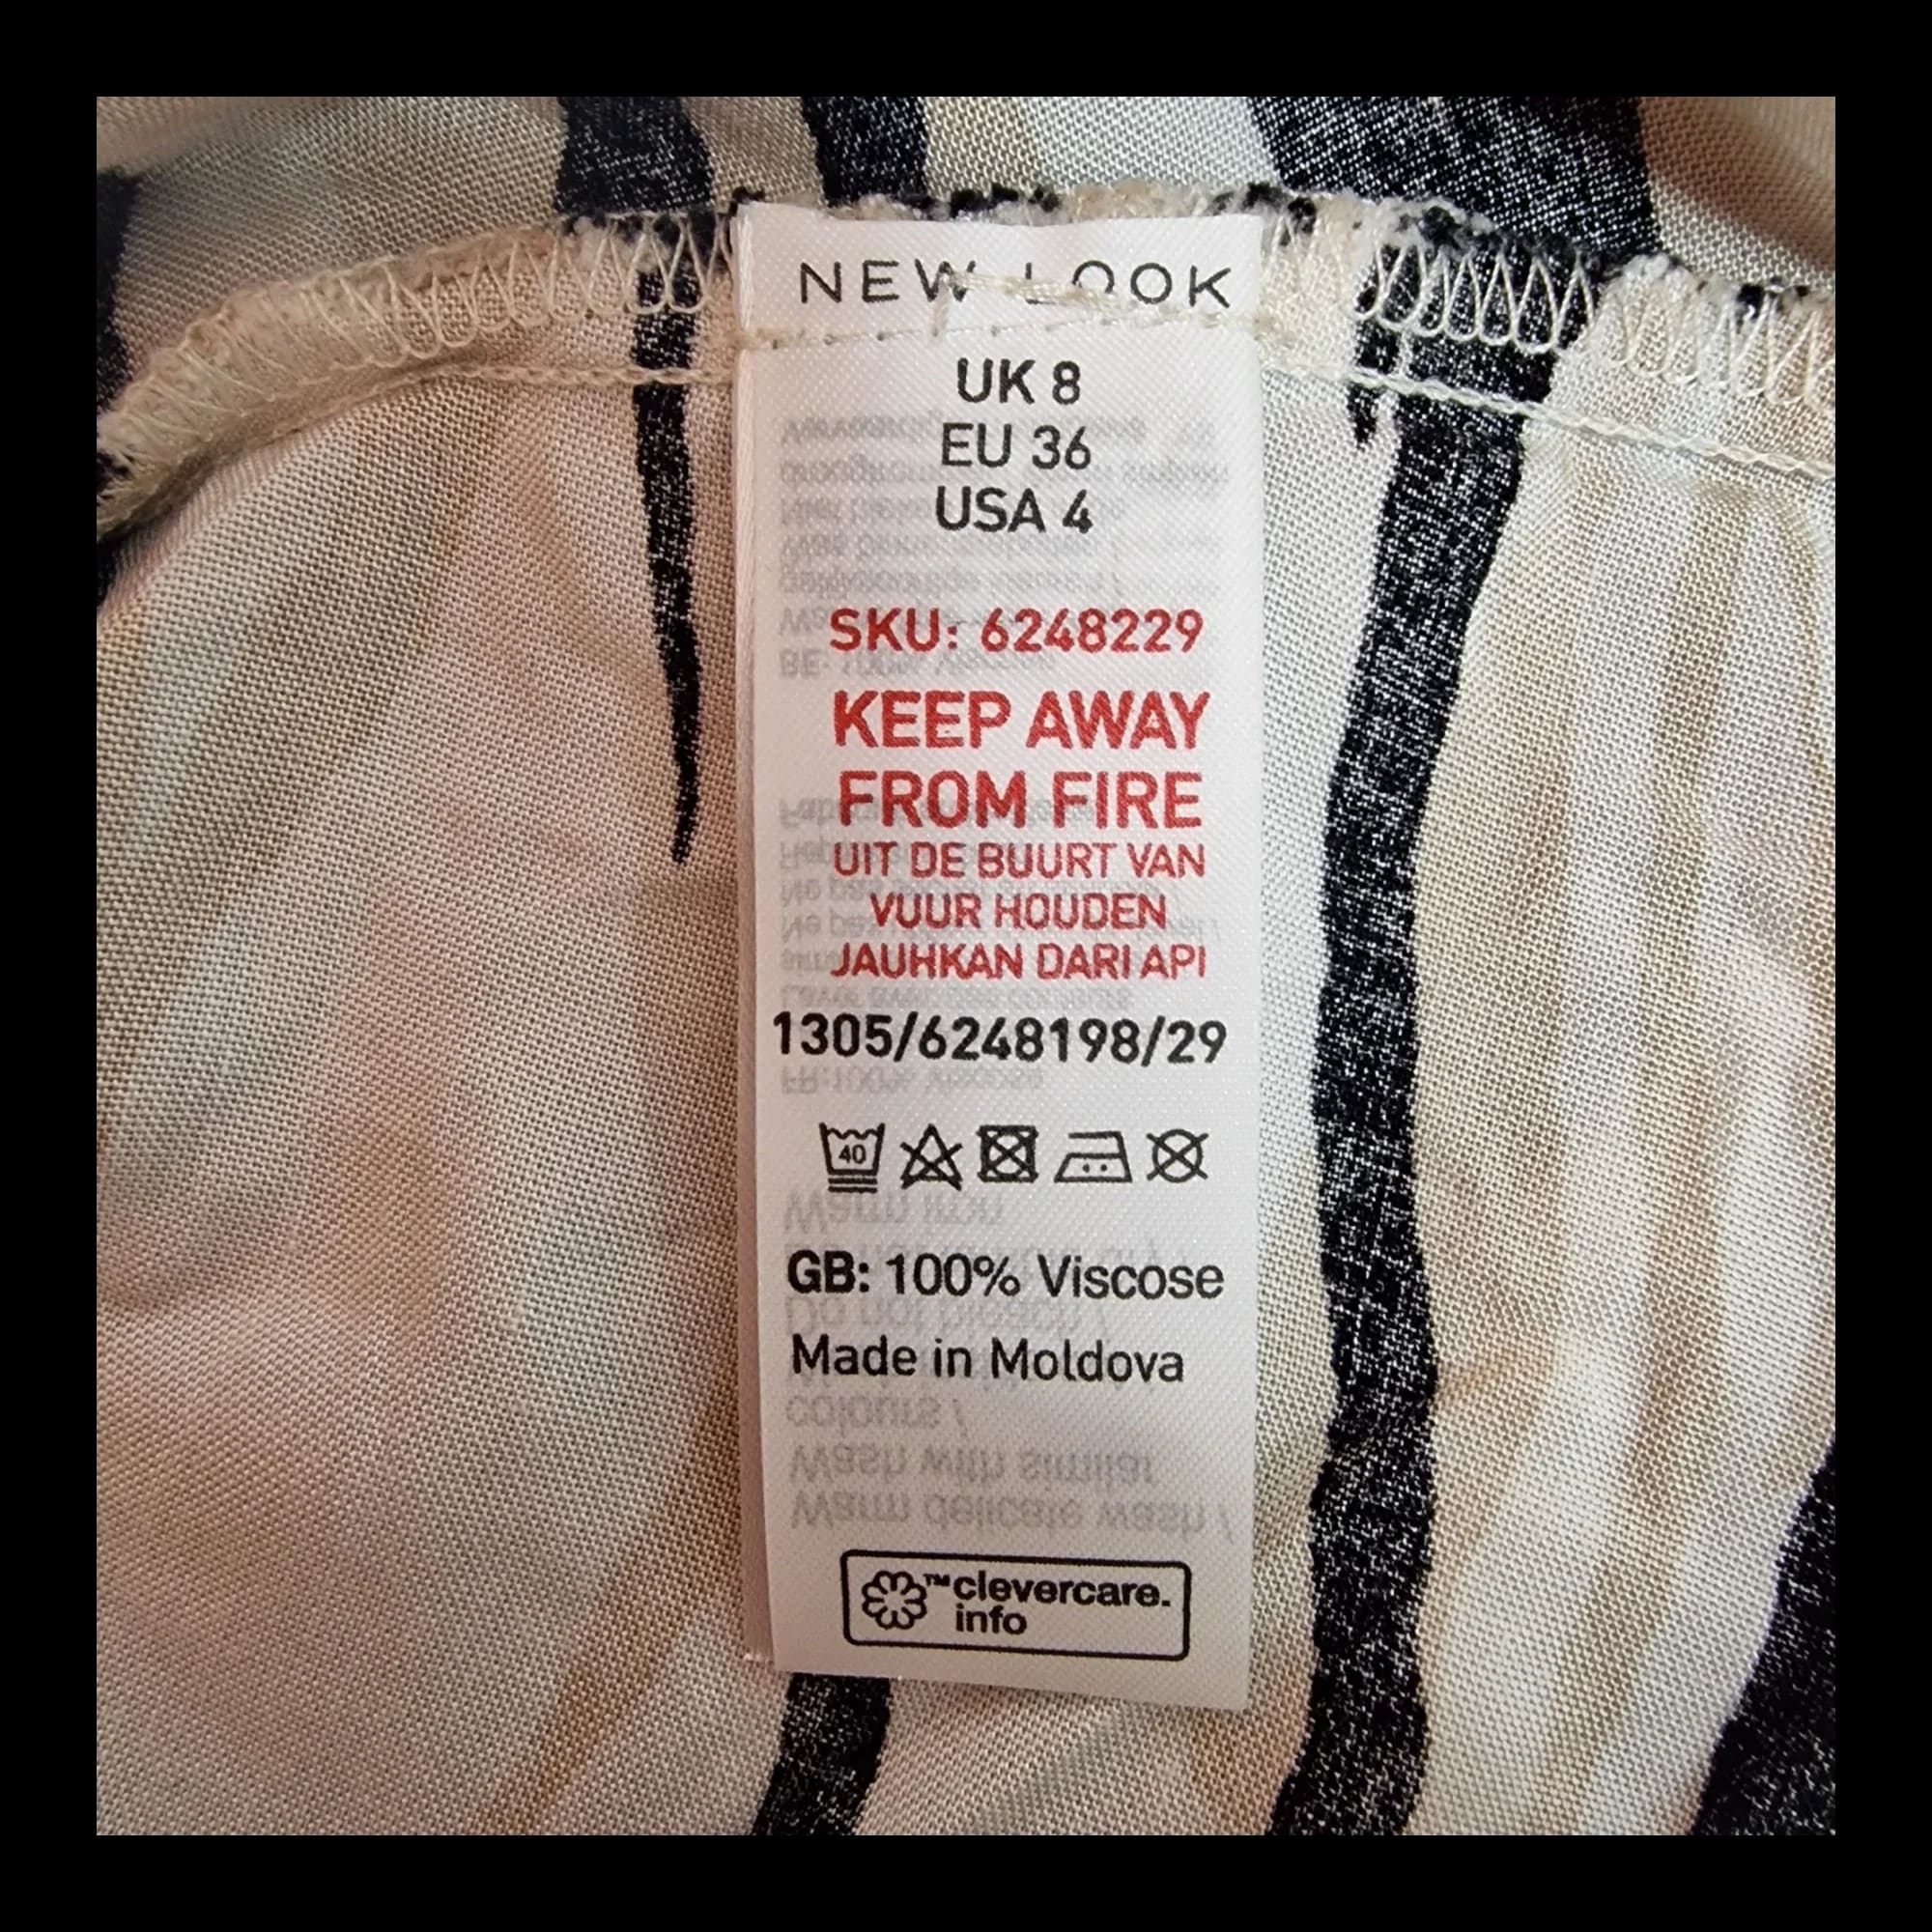 NEW LOOK
UK 8
EU 36
USA 4
SKU: 6248229
KEEP AWAY
FROM FIRE
UIT DE BUURT VAN
VUUR HOUDEN
JAUHKAN DARI API
1305/6248198/29
40
GB: 100% Viscose
Made in Moldova
™clevercare.
info